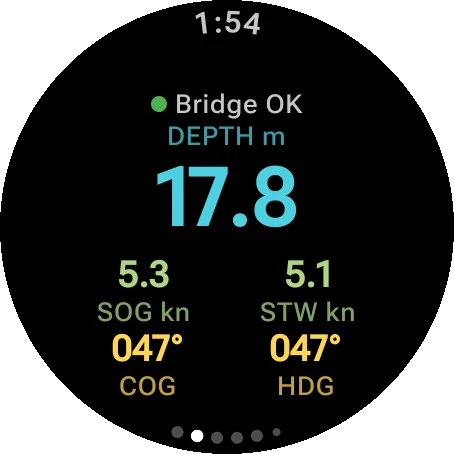 1:54
Bridge OK
DEPTH m
17.8
5.3 5.1
SOG kn STW kn
047° 047°
COG HDG